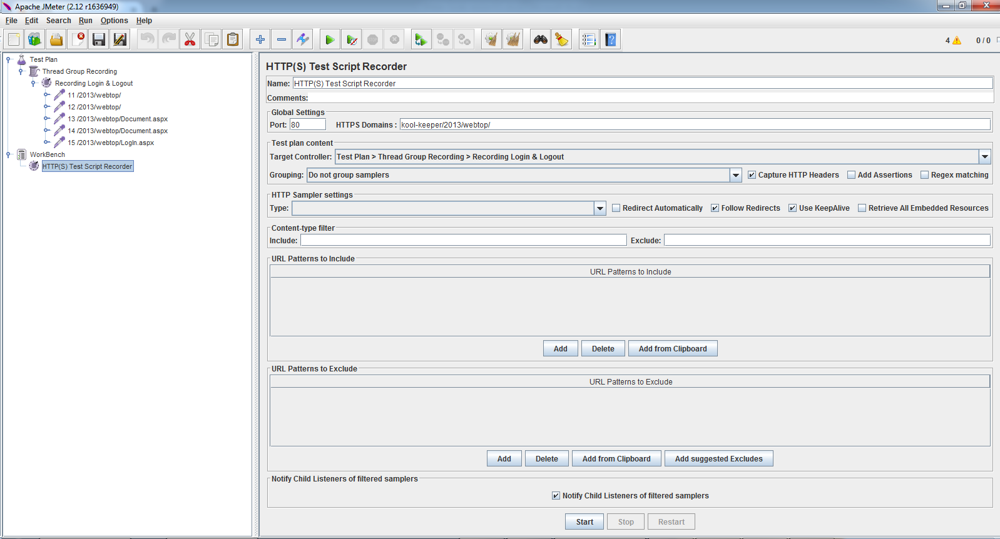 Apache JMeter (2.12 r1636949)
File Edit Search Run Options Help
4 0 / 0
Test Plan
Thread Group Recording
Recording Login & Logout
11 /2013/webtop/
12 /2013/webtop/
13 /2013/webtop/Document.aspx
14 /2013/webtop/Document.aspx
15 /2013/webtop/LogIn.aspx
WorkBench
HTTP(S) Test Script Recorder
HTTP(S) Test Script Recorder
Name: HTTP(S) Test Script Recorder
Comments:
Global Settings
Port: 80 HTTPS Domains : kool-keeper/2013/webtop/
Test plan content
Target Controller: Test Plan > Thread Group Recording > Recording Login & Logout
Grouping: Do not group samplers Capture HTTP Headers Add Assertions Regex matching
HTTP Sampler settings
Type: Redirect Automatically Follow Redirects Use KeepAlive Retrieve All Embedded Resources
Content-type filter
Include: Exclude:
URL Patterns to Include
URL Patterns to Include
Add Delete Add from Clipboard
URL Patterns to Exclude
URL Patterns to Exclude
Add Delete Add from Clipboard Add suggested Excludes
Notify Child Listeners of filtered samplers
Notify Child Listeners of filtered samplers
Start Stop Restart